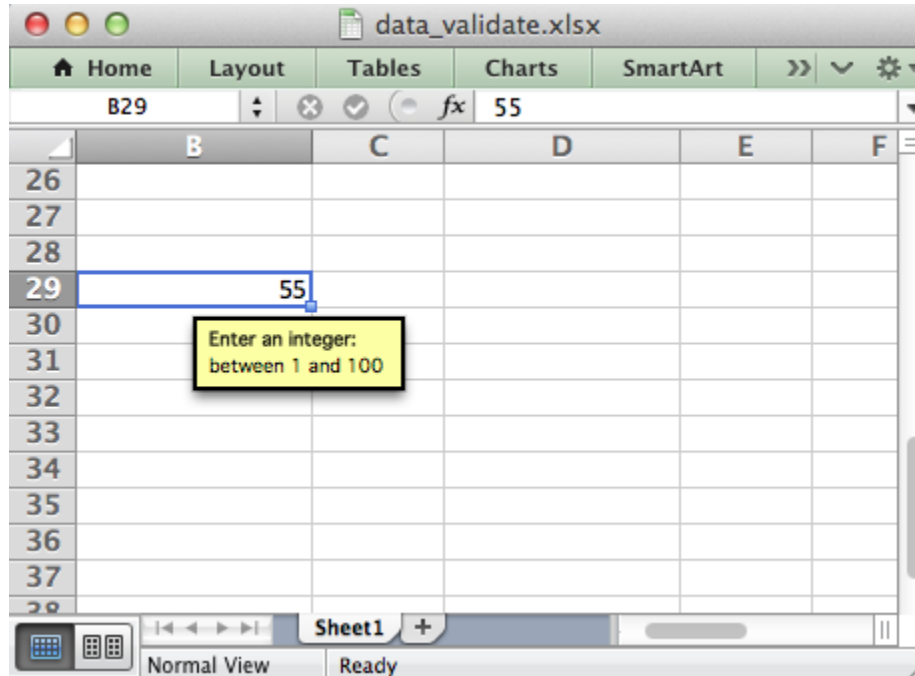 data_validate.xlsx
Home Layout Tables Charts SmartArt
B29 fx 55
B C D E F
26
27
28
29 55
30
Enter an integer:
31
between 1 and 100
32
33
34
35
36
37
38
Sheet1 +
Normal View Ready